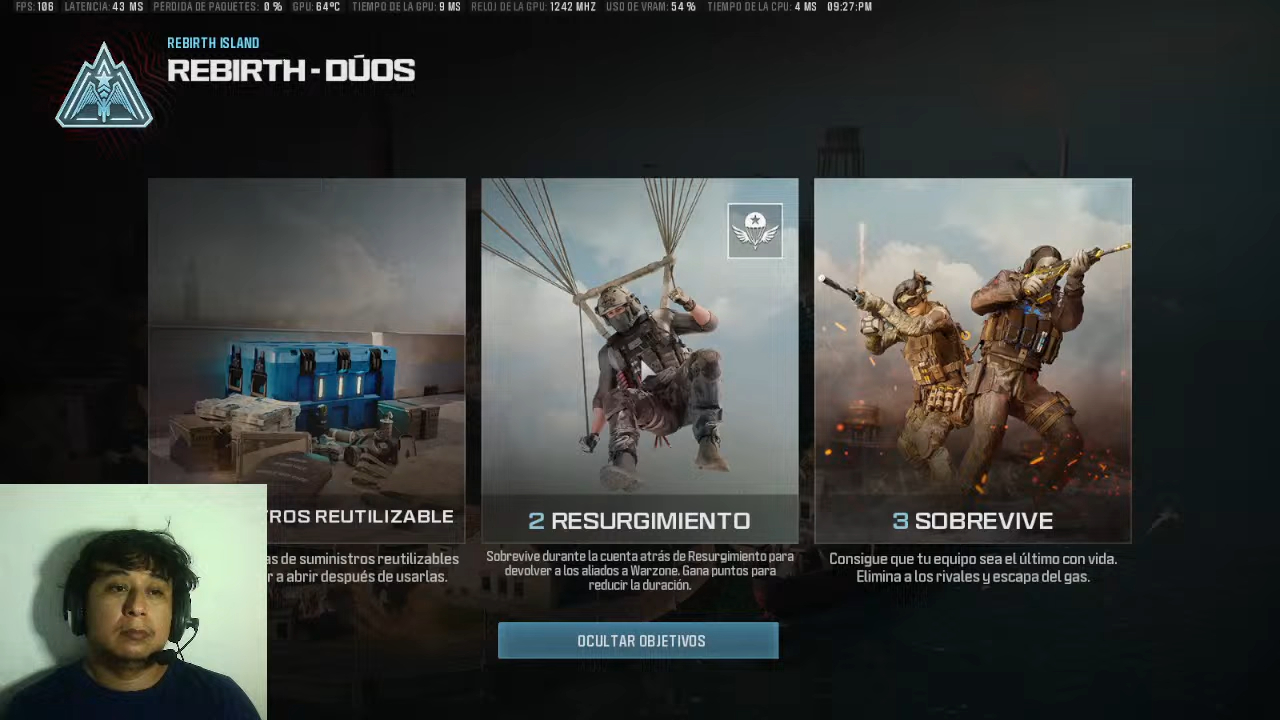 FPS: 106 LATENCIA: 43 MS PÉRDIDA DE PAQUETES: 0 % GPU: 64°C TIEMPO DE LA GPU: 9 MS RELOJ DE LA GPU: 1242 MHZ USO DE VRAM: 54 % TIEMPO DE LA CPU: 4 MS 09:27:PM
REBIRTH ISLAND
REBIRTH - DÚOS
TROS REUTILIZABLE
as de suministros reutilizables
r a abrir después de usarlas.
2 RESURGIMIENTO
Sobrevive durante la cuenta atrás de Resurgimiento para
devolver a los aliados a Warzone. Gana puntos para
reducir la duración.
3 SOBREVIVE
Consigue que tu equipo sea el último con vida.
Elimina a los rivales y escapa del gas.
OCULTAR OBJETIVOS